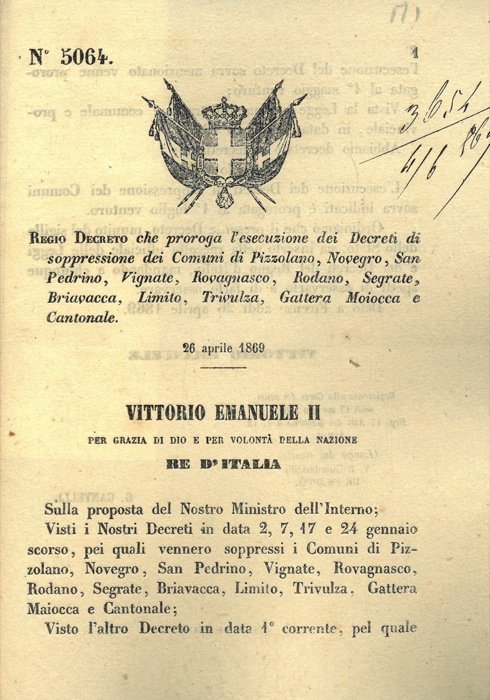 N° 5064.
1
3654
416
REGIO DECRETO che proroga l'esecuzione dei Decreti di
soppressione dei Comuni di Pizzolano, Novegro, San
Pedrino, Vignate, Rovagnasco, Rodano, Segrate,
Briavacca, Limito, Trivulza, Gattera Moiocca e
Cantonale.
26 aprile 1869
VITTORIO EMANUELE II
PER GRAZIA DI DIO E PER VOLONTÀ DELLA NAZIONE
RE D'ITALIA
Sulla proposta del Nostro Ministro dell'Interno;
Visti i Nostri Decreti in data 2, 7, 17 e 24 gennaio
scorso, pei quali vennero soppressi i Comuni di Piz-
zolano, Novegro, San Pedrino, Vignate, Rovagnasco,
Rodano, Segrate, Briavacca, Limito, Trivulza, Gattera
Maiocca e Cantonale;
Visto l'altro Decreto in data 1° corrente, pel quale